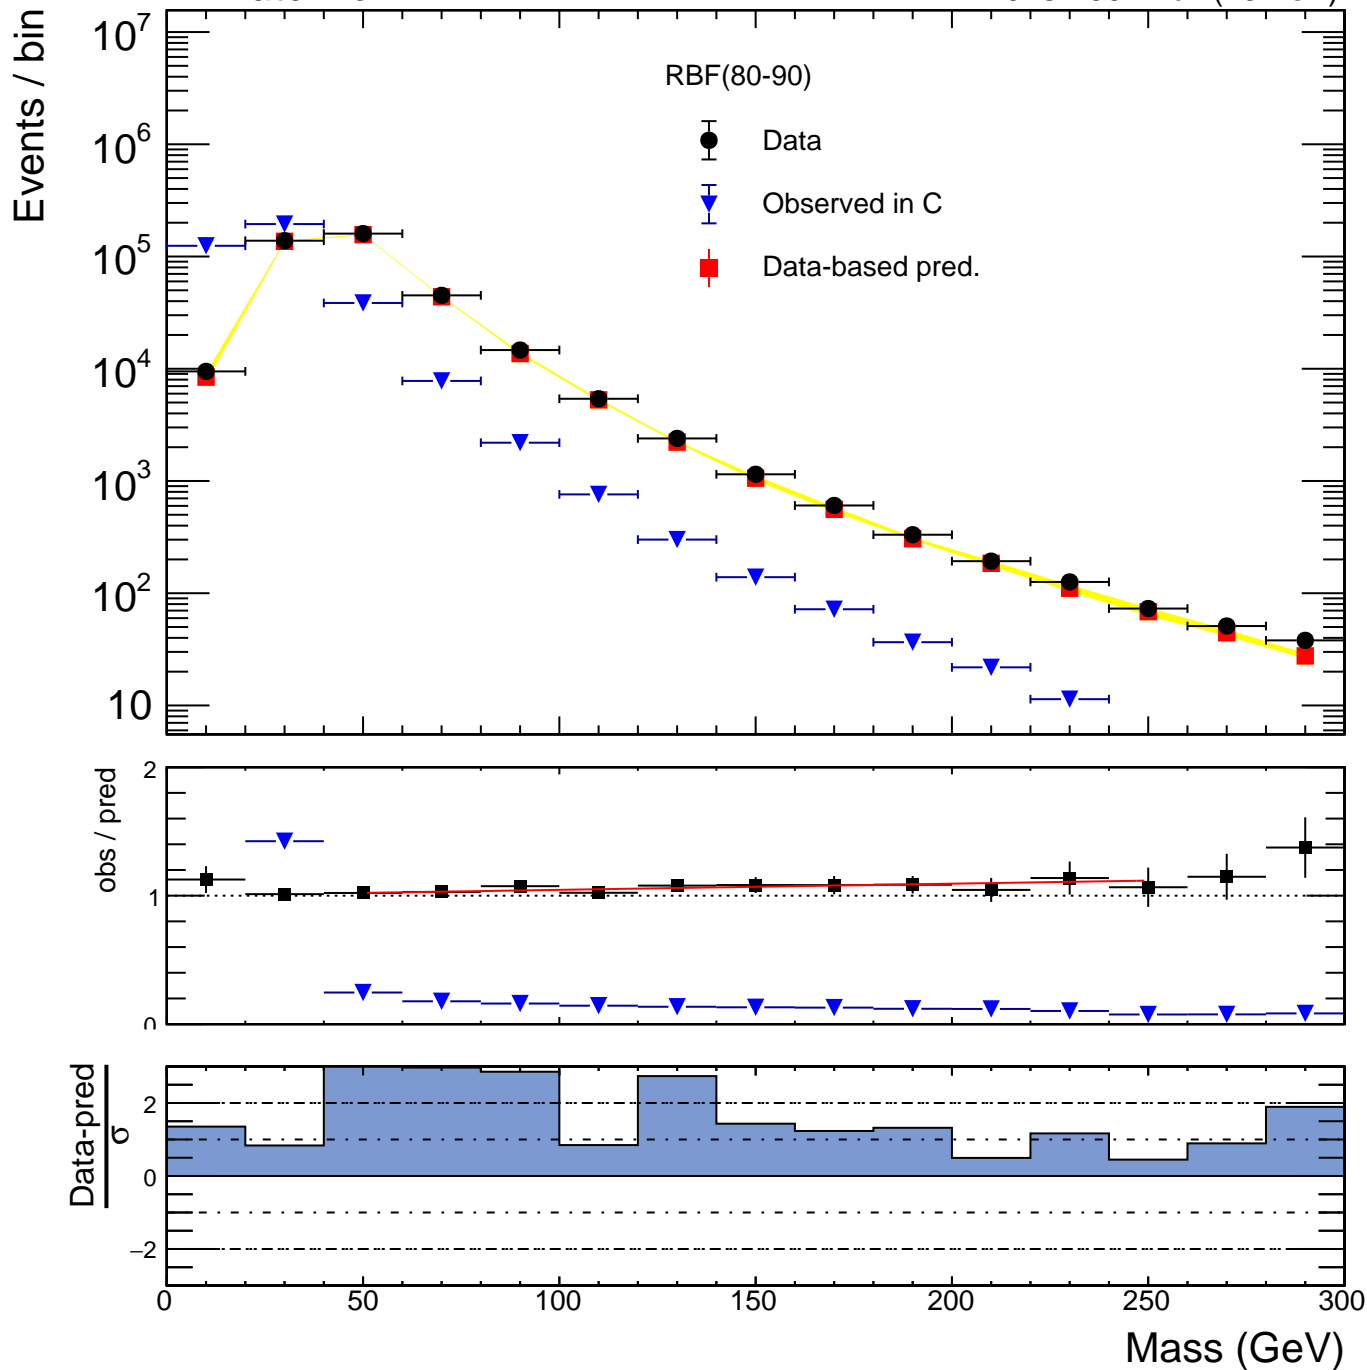 Events / bin
10^7
10^6
10^5
10^4
10^3
10^2
10
RBF(80-90)
Data
Observed in C
Data-based pred.
obs / pred
2
1
0
Data-pred
σ
2
0
−2
0 50 100 150 200 250 300
Mass (GeV)